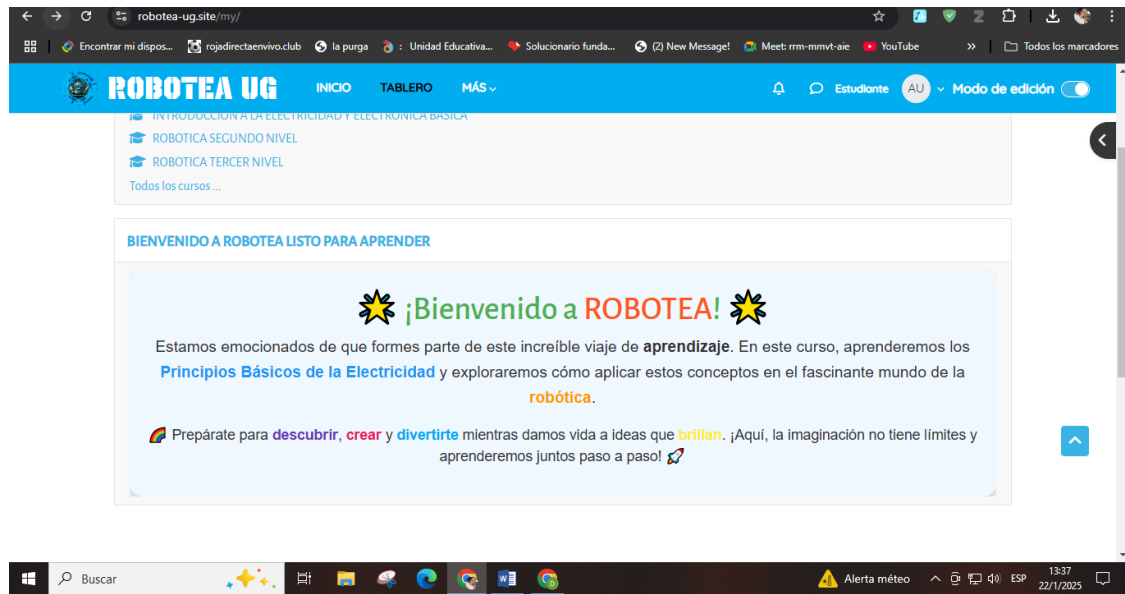 robotea-ug.site/my/
Encontrar mi dispos...
rojadirectaenvivo.club
la purga
: Unidad Educativa...
Solucionario funda...
(2) New Message!
Meet: rrm-mmvt-aie
YouTube
»
Todos los marcadores
ROBOTEA UG
INICIO
TABLERO
MÁS
Estudiante
AU
Modo de edición
INTRODUCCION A LA ELECTRICIDAD Y ELECTRONICA BASICA
ROBOTICA SEGUNDO NIVEL
ROBOTICA TERCER NIVEL
Todos los cursos ...
BIENVENIDO A ROBOTEA LISTO PARA APRENDER
¡Bienvenido a ROBOTEA!
Estamos emocionados de que formes parte de este increíble viaje de aprendizaje. En este curso, aprenderemos los
Principios Básicos de la Electricidad y exploraremos cómo aplicar estos conceptos en el fascinante mundo de la
robótica.
🌈 Prepárate para descubrir, crear y divertirte mientras damos vida a ideas que brillan. ¡Aquí, la imaginación no tiene límites y
aprenderemos juntos paso a paso! 🚀
Buscar
Alerta méteo
ESP
13:37
22/1/2025